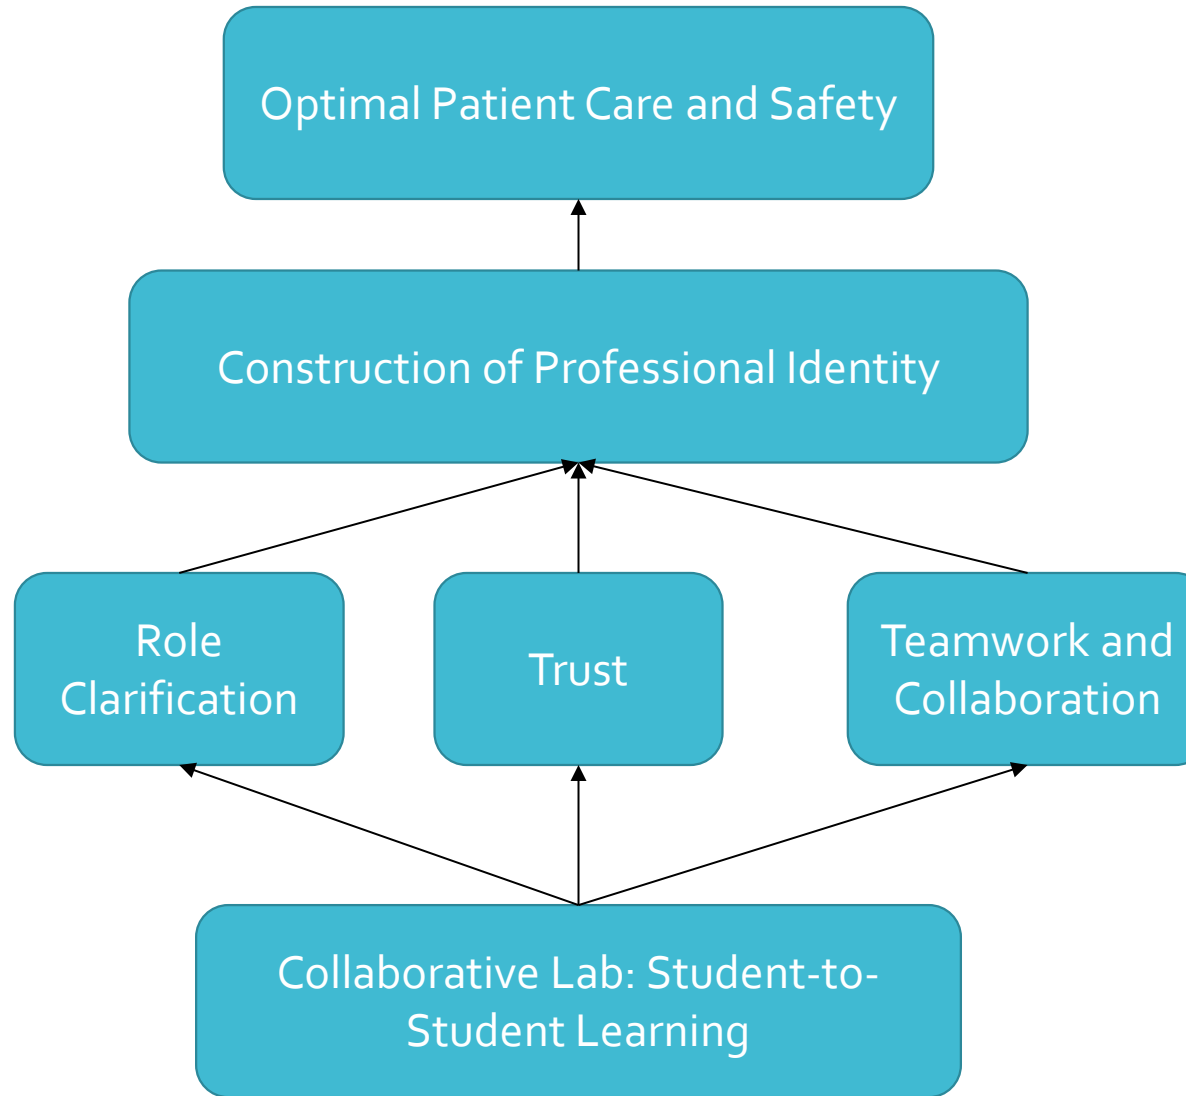 Optimal Patient Care and Safety
Construction of Professional Identity
Role
Clarification
Trust
Teamwork and
Collaboration
Collaborative Lab: Student-to-
Student Learning